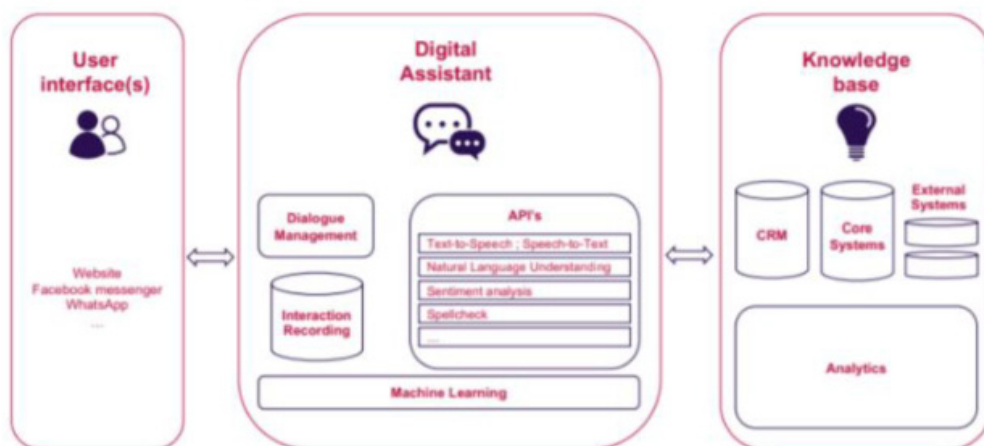 User
interface(s)
Website
Facebook messenger
WhatsApp
...
Digital
Assistant
Dialogue
Management
Interaction
Recording
API's
Text-to-Speech ; Speech-to-Text
Natural Language Understanding
Sentiment analysis
Spellcheck
...
Machine Learning
Knowledge
base
CRM
Core
Systems
External
Systems
Analytics